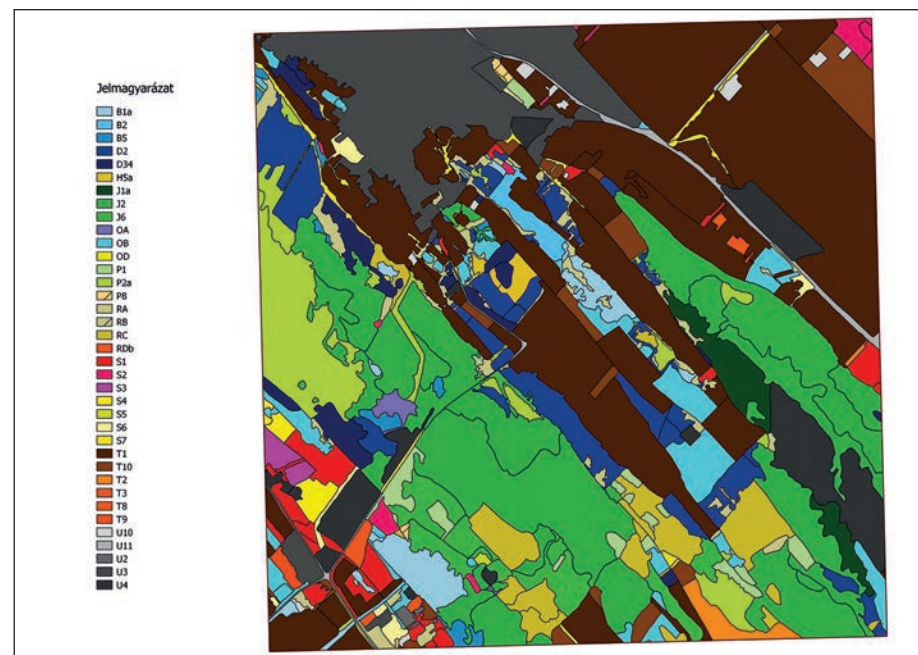 Jelmagyarázat
B1a
B2
B5
D2
D34
H5a
J1a
J2
J6
OA
OB
OD
P1
P2a
P8
RA
RB
RC
RDb
S1
S2
S3
S4
S5
S6
S7
T1
T10
T2
T3
T8
T9
U10
U11
U2
U3
U4